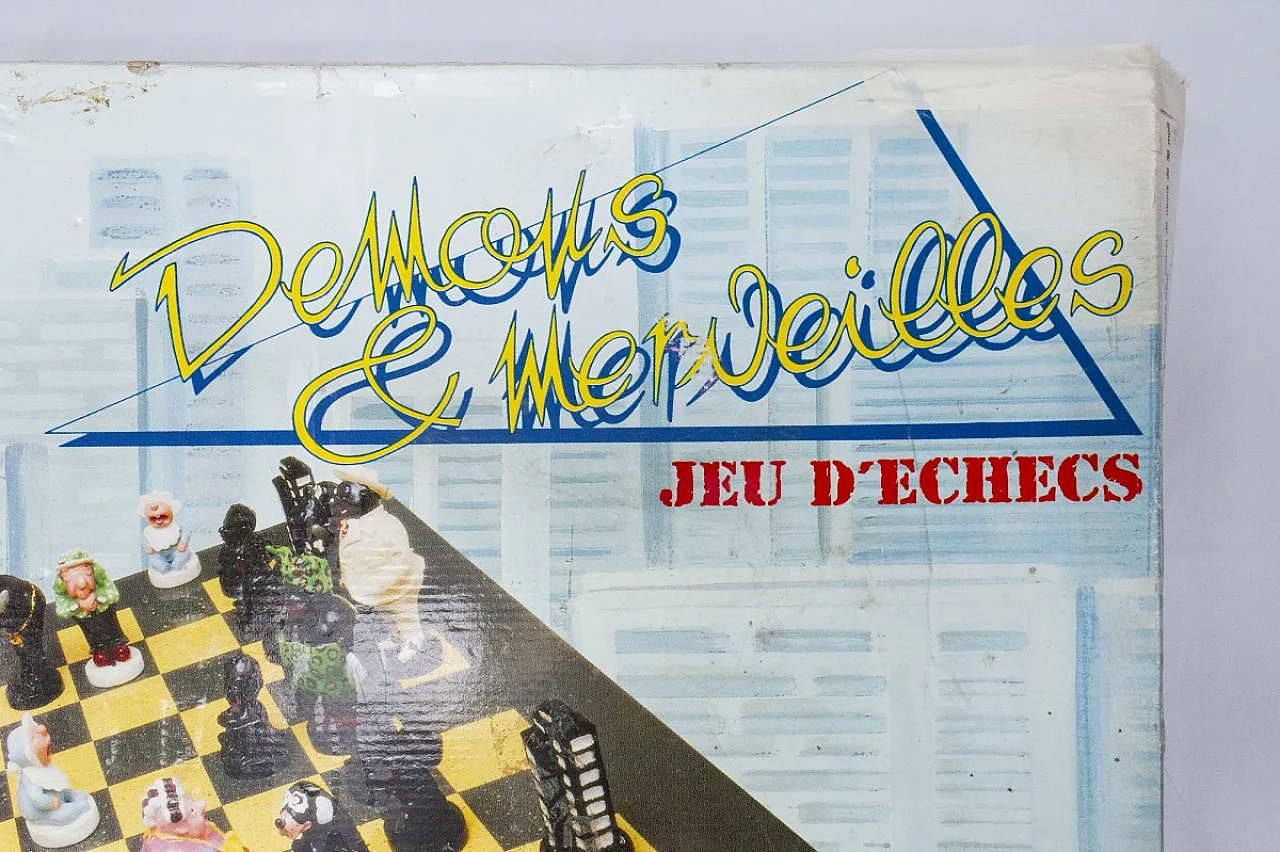 Demons
& Merveilles
JEU D'ECHECS